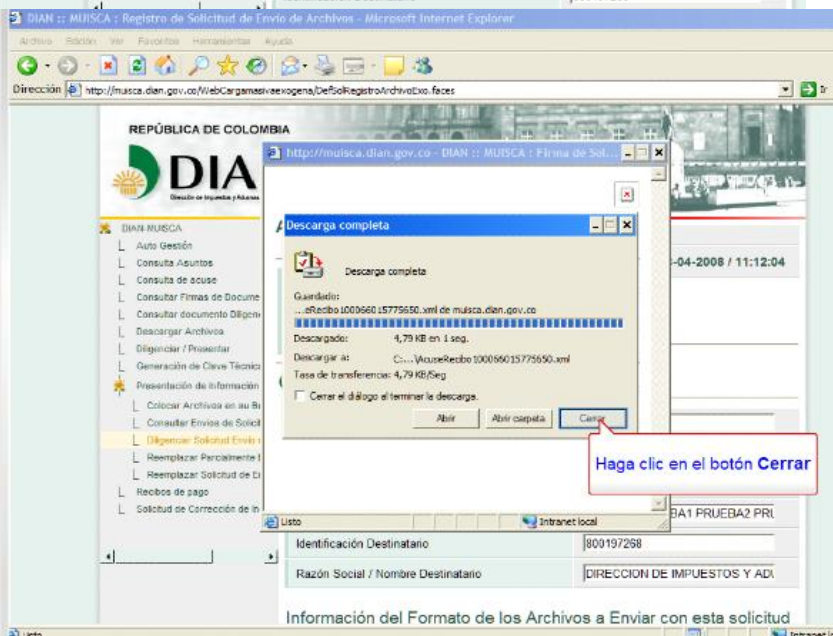 DIAN :: MUISCA : Registro de Solicitud de Envío de Archivos - Microsoft Internet Explorer
Archivo Edición Ver Favoritos Herramientas Ayuda
Dirección http://muisca.dian.gov.co/WebCargamasivaexogena/DefSolRegistroArchivoExo.faces Ir
REPÚBLICA DE COLOMBIA
DIAN
Dirección de Impuestos y Aduanas
http://muisca.dian.gov.co - DIAN :: MUISCA : Firma de Sol...
-04-2008 / 11:12:04
DIAN-MUISCA
Auto Gestión
Consulta Asuntos
Consulta de acuse
Consultar Firmas de Docume
Consultar documento Diligen
Descargar Archivos
Diligenciar / Presentar
Generación de Clave Técnica
Presentación de Información
Colocar Archivos en su B
Consultar Envíos de Solicit
Diligenciar Solicitud Envío
Reemplazar Parcialmente
Reemplazar Solicitud de E
Recibos de pago
Solicitud de Corrección de In
Descarga completa
Descarga completa
Guardado:
...eRecibo100066015775650.xml de muisca.dian.gov.co
Descargado: 4,79 KB en 1 seg.
Descargar a: C:...\AcuseRecibo100066015775650.xml
Tasa de transferencia: 4,79 KB/Seg
Cerrar el diálogo al terminar la descarga.
Abrir Abrir carpeta Cerrar
Haga clic en el botón Cerrar
Listo Intranet local
BA1 PRUEBA2 PRU
Identificación Destinatario 800197268
Razón Social / Nombre Destinatario DIRECCION DE IMPUESTOS Y ADU
Información del Formato de los Archivos a Enviar con esta solicitud
Listo Intranet